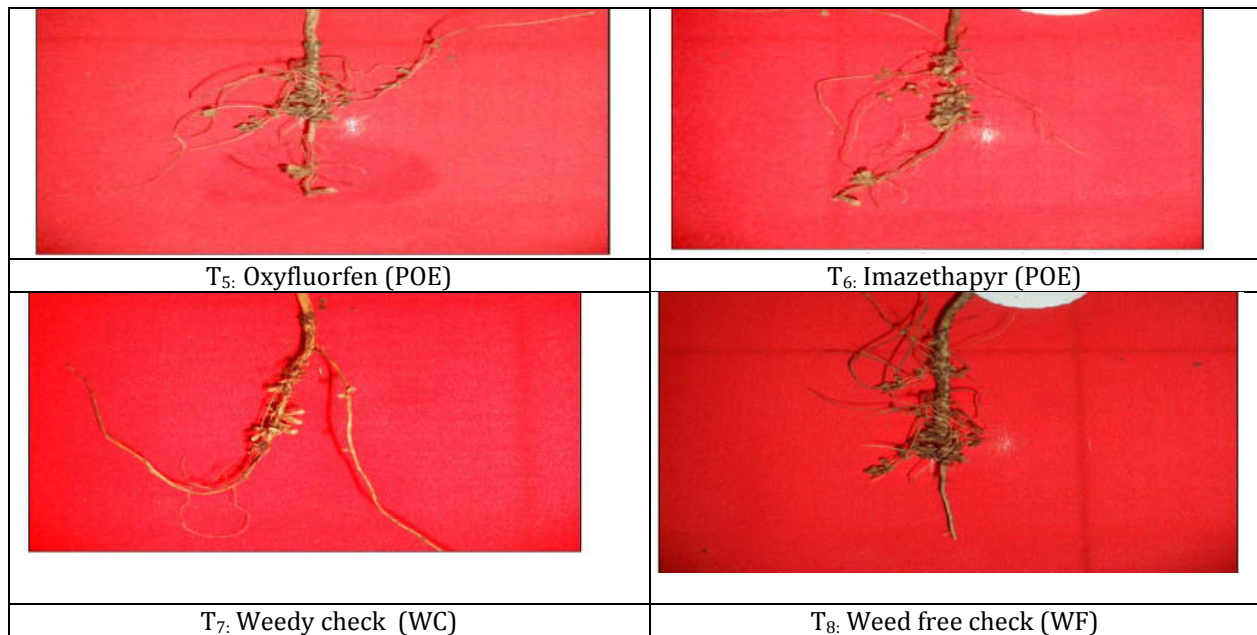 T5: Oxyfluorfen (POE)
T6: Imazethapyr (POE)
T7: Weedy check (WC)
T8: Weed free check (WF)